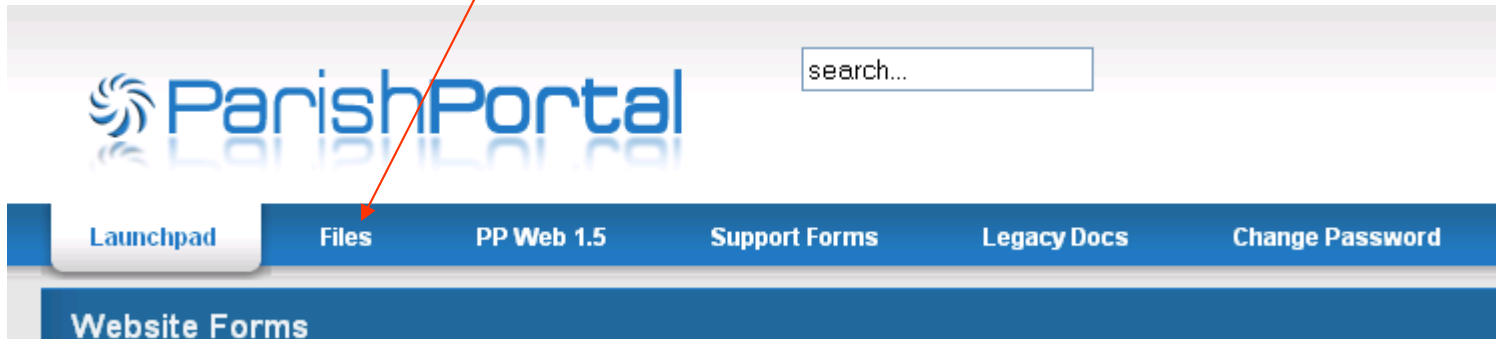 search...
ParishPortal
Launchpad Files PP Web 1.5 Support Forms Legacy Docs Change Password
Website Forms